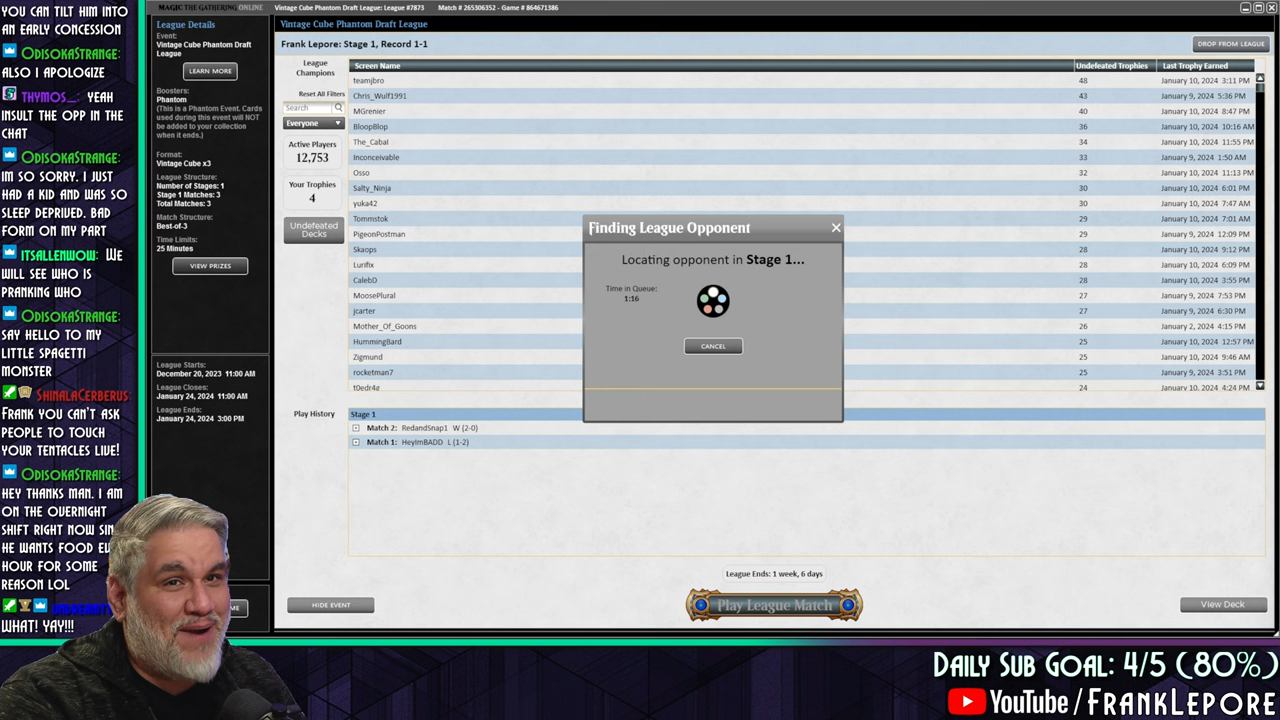 YOU CAN TILT HIM INTO
AN EARLY CONCESSION
ODISOKASTRANGE:
ALSO I APOLOGIZE
THYMOS_: YEAH
INSULT THE OPP IN THE
CHAT
ODISOKASTRANGE:
IM SO SORRY. I JUST
HAD A KID AND WAS SO
SLEEP DEPRIVED. BAD
FORM ON MY PART
ITSALLENWOW: WE
WILL SEE WHO IS
PRANKING WHO
ODISOKASTRANGE:
SAY HELLO TO MY
LITTLE SPAGETTI
MONSTER
SHINALACERBERUS:
FRANK YOU CAN'T ASK
PEOPLE TO TOUCH
YOUR TENTACLES LIVE!
ODISOKASTRANGE:
HEY THANKS MAN. I AM
ON THE OVERNIGHT
SHIFT RIGHT NOW
HE WANTS FOOD
HOUR FOR SOME
REASON LOL
WHAT! YAY!!!
MAGIC THE GATHERING ONLINE
Vintage Cube Phantom Draft League: League #7873 Match # 265306352 - Game # 864671386
League Details
Event:
Vintage Cube Phantom Draft
League
LEARN MORE
Boosters:
Phantom
(This is a Phantom Event. Cards
used during this event will NOT
be added to your collection
when it ends.)
Format:
Vintage Cube x3
League Structure:
Number of Stages: 1
Stage 1 Matches: 3
Total Matches: 3
Match Structure:
Best-of-3
Time Limits:
25 Minutes
VIEW PRIZES
League Starts:
December 20, 2023 11:00 AM
League Closes:
January 24, 2024 11:00 AM
League Ends:
January 24, 2024 3:00 PM
Vintage Cube Phantom Draft League
Frank Lepore: Stage 1, Record 1-1
DROP FROM LEAGUE
League
Champions
Reset All Filters
Search
Everyone
Active Players
12,753
Your Trophies
4
Undefeated
Decks
Screen Name Undefeated Trophies Last Trophy Earned
teamjbro 48 January 10, 2024 3:11 PM
Chris_Wulf1991 43 January 9, 2024 5:36 PM
MGrenier 40 January 10, 2024 8:47 PM
BloopBlop 36 January 10, 2024 10:16 AM
The_Cabal 34 January 10, 2024 11:55 PM
Inconceivable 33 January 9, 2024 1:50 AM
Osso 32 January 10, 2024 11:13 PM
Salty_Ninja 30 January 10, 2024 6:01 PM
yuka42 30 January 10, 2024 7:47 AM
Tommstok 29 January 10, 2024 7:01 AM
PigeonPostman 29 January 9, 2024 12:09 PM
Skaops 28 January 10, 2024 9:12 PM
Lurifix 28 January 10, 2024 6:09 PM
CalebD 28 January 10, 2024 3:55 PM
MoosePlural 27 January 9, 2024 7:53 PM
jcarter 27 January 9, 2024 6:30 PM
Mother_Of_Goons 26 January 2, 2024 4:15 PM
HummingBard 25 January 10, 2024 12:57 PM
Zigmund 25 January 10, 2024 9:46 AM
rocketman7 25 January 9, 2024 3:51 PM
t0edr4g 24 January 10, 2024 4:24 PM
Finding League Opponent
Locating opponent in Stage 1...
Time in Queue:
1:16
CANCEL
Play History
Stage 1
Match 2: RedandSnap1 W (2-0)
Match 1: HeyImBADD L (1-2)
League Ends: 1 week, 6 days
HIDE EVENT
Play League Match
View Deck
DAILY SUB GOAL: 4/5 (80%)
YOUTUBE/FRANKLEPORE